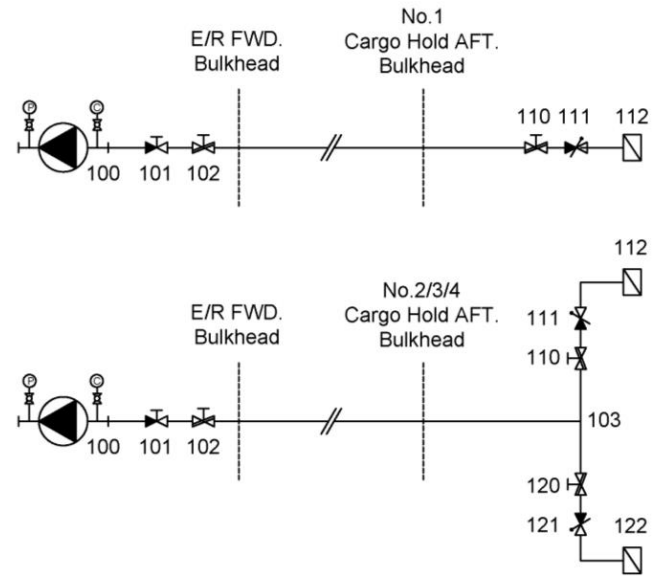 No.1
E/R FWD.
Cargo Hold AFT.
Bulkhead
Bulkhead
P
C
110
111
112
100
101
102
112
No.2/3/4
E/R FWD.
Cargo Hold AFT.
Bulkhead
Bulkhead
111
110
P
C
103
100
101
102
120
121
122